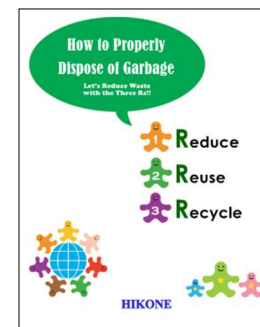 How to Properly
Dispose of Garbage
Let's Reduce Waste
with the Three Rs!!
1 Reduce
2 Reuse
3 Recycle
HIKONE